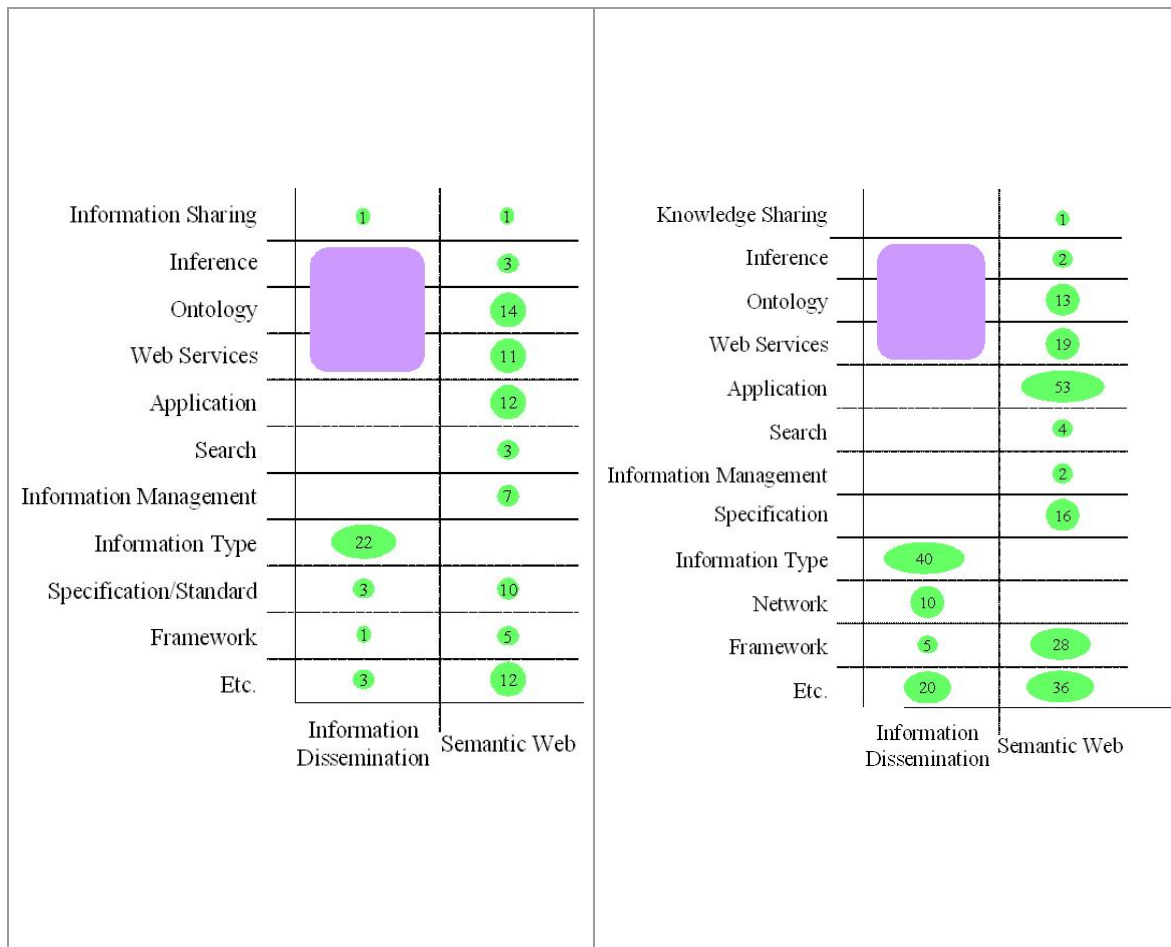 Information Sharing 1 1
Inference 3
Ontology 14
Web Services 11
Application 12
Search 3
Information Management 7
Information Type 22
Specification/Standard 3 10
Framework 1 5
Etc. 3 12
Information
Dissemination
Semantic Web
Knowledge Sharing 1
Inference 2
Ontology 13
Web Services 19
Application 53
Search 4
Information Management 2
Specification 16
Information Type 40
Network 10
Framework 5 28
Etc. 20 36
Information
Dissemination
Semantic Web